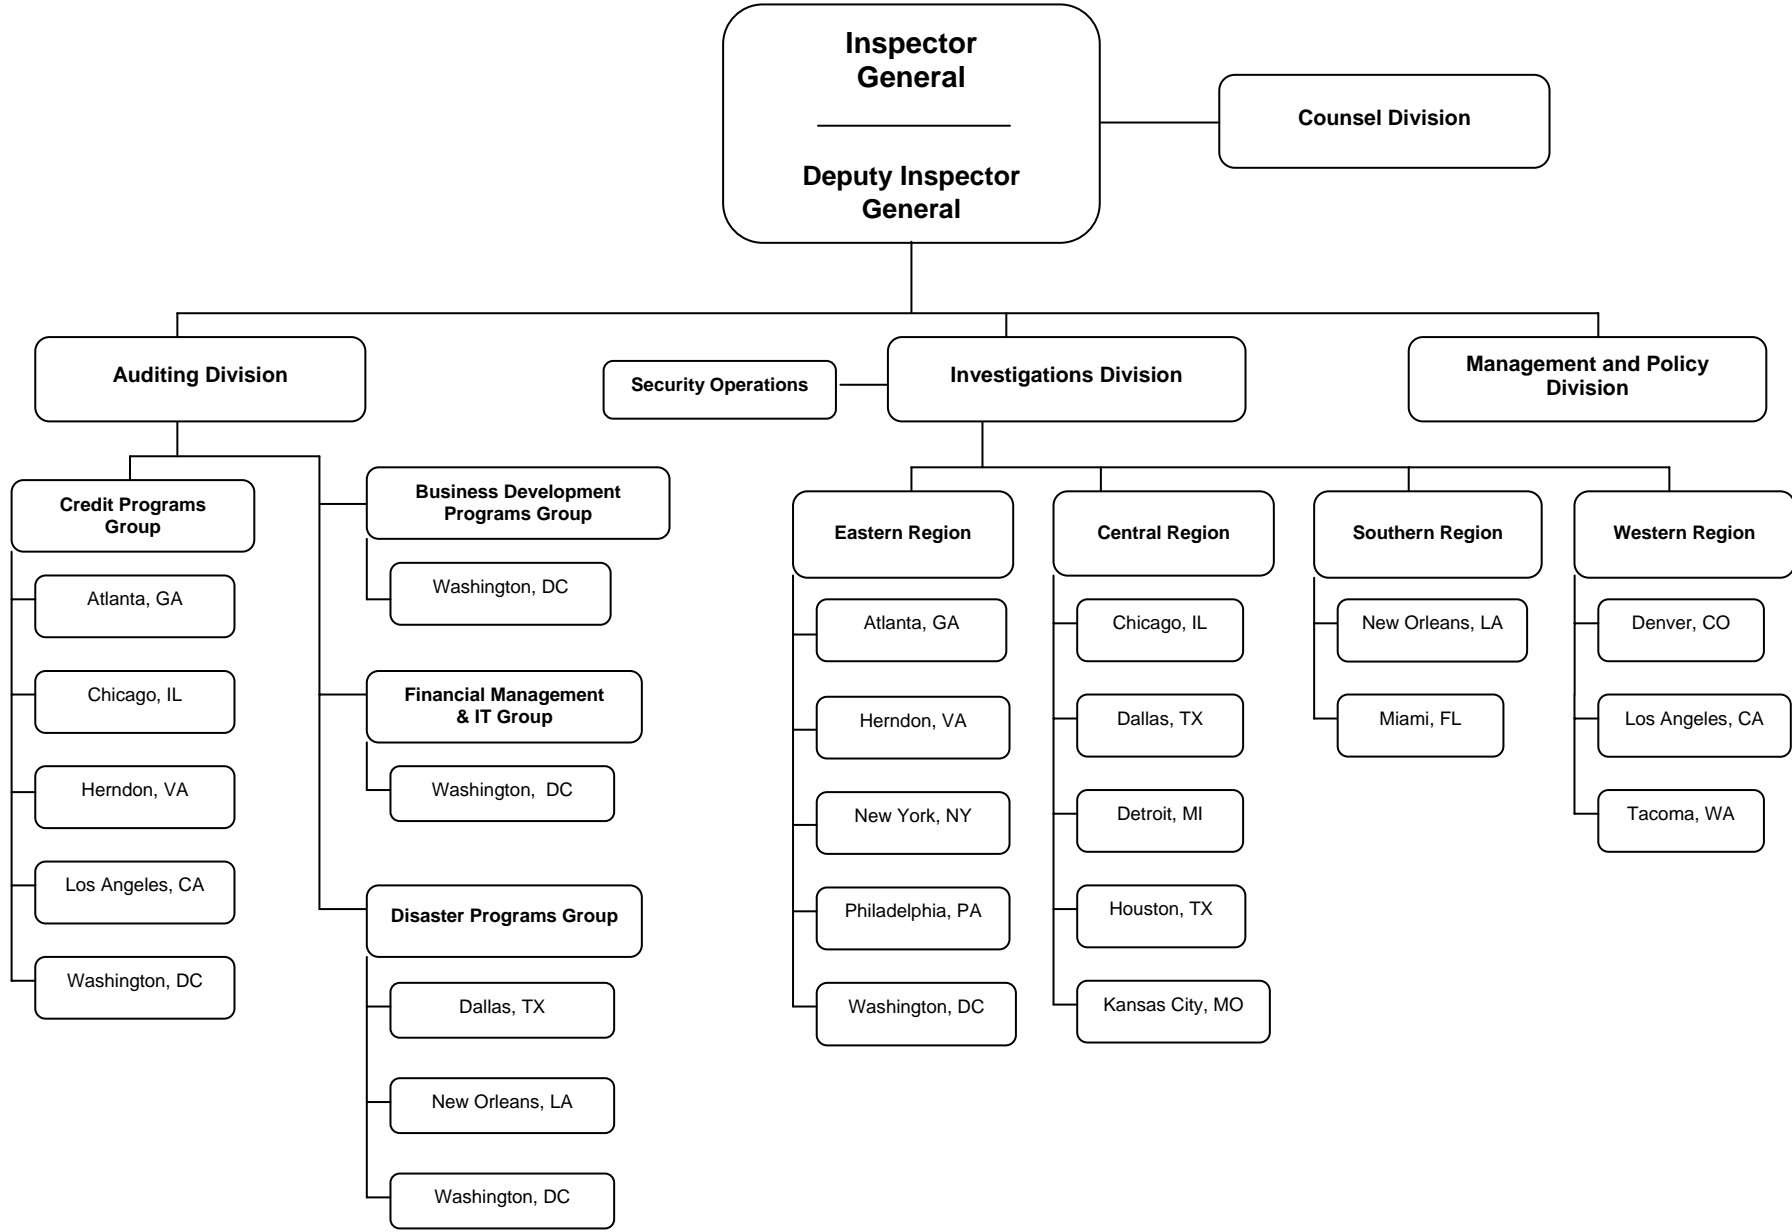 Inspector
General
Deputy Inspector
General
Counsel Division
Auditing Division
Security Operations
Investigations Division
Management and Policy
Division
Credit Programs
Group
Atlanta, GA
Chicago, IL
Herndon, VA
Los Angeles, CA
Washington, DC
Business Development
Programs Group
Washington, DC
Financial Management
& IT Group
Washington,  DC
Disaster Programs Group
Dallas, TX
New Orleans, LA
Washington, DC
Eastern Region
Atlanta, GA
Herndon, VA
New York, NY
Philadelphia, PA
Washington, DC
Central Region
Chicago, IL
Dallas, TX
Detroit, MI
Houston, TX
Kansas City, MO
Southern Region
New Orleans, LA
Miami, FL
Western Region
Denver, CO
Los Angeles, CA
Tacoma, WA